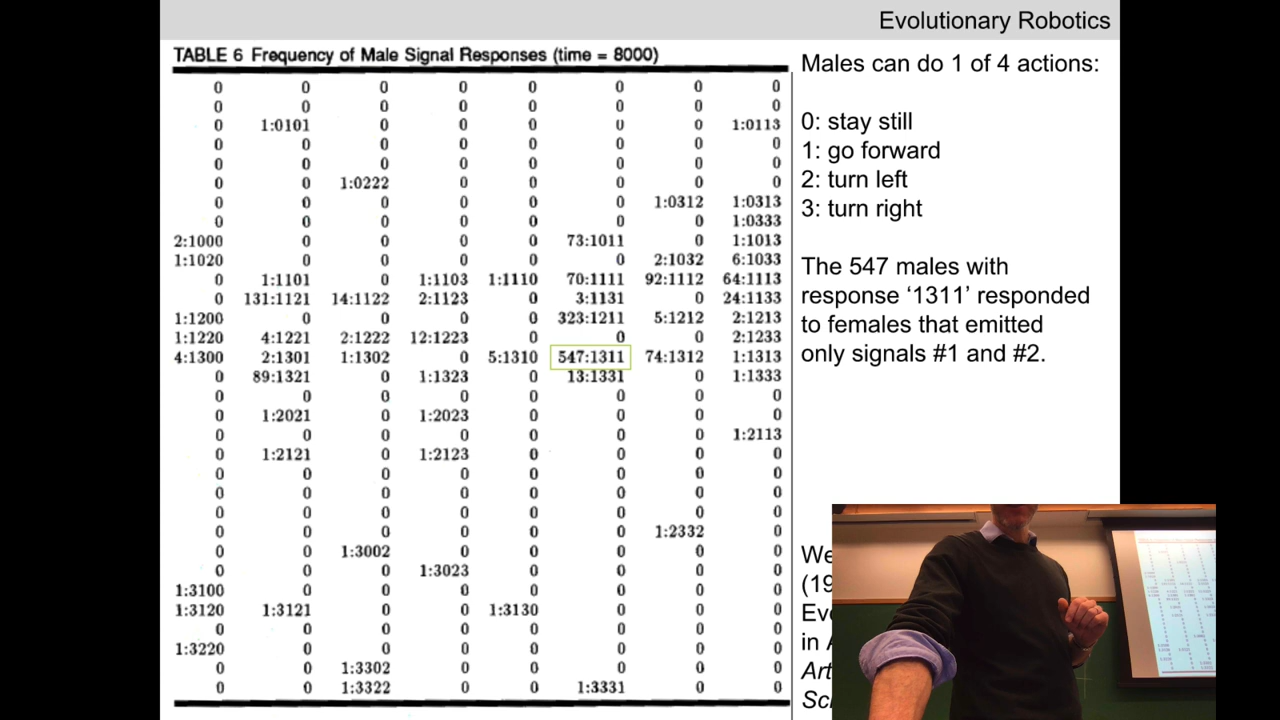 Evolutionary Robotics
TABLE 6 Frequency of Male Signal Responses (time = 8000)
0 0 0 0 0 0 0 0
0 0 0 0 0 0 0 0
0 1:0101 0 0 0 0 0 1:0113
0 0 0 0 0 0 0 0
0 0 0 0 0 0 0 0
0 0 1:0222 0 0 0 0 0
0 0 0 0 0 0 1:0312 1:0313
0 0 0 0 0 0 0 1:0333
2:1000 0 0 0 0 73:1011 0 1:1013
1:1020 0 0 0 0 0 2:1032 6:1033
0 1:1101 0 1:1103 1:1110 70:1111 92:1112 64:1113
0 131:1121 14:1122 2:1123 0 3:1131 0 24:1133
1:1200 0 0 0 0 323:1211 5:1212 2:1213
1:1220 4:1221 2:1222 12:1223 0 0 0 2:1233
4:1300 2:1301 1:1302 0 5:1310 547:1311 74:1312 1:1313
0 89:1321 0 1:1323 0 13:1331 0 1:1333
0 0 0 0 0 0 0 0
0 1:2021 0 1:2023 0 0 0 0
0 0 0 0 0 0 0 1:2113
0 1:2121 0 1:2123 0 0 0 0
0 0 0 0 0 0 0 0
0 0 0 0 0 0 0 0
0 0 0 0 0 0 0 0
0 0 0 0 0 0 1:2332 0
0 0 1:3002 0 0 0 0 0
0 0 0 1:3023 0 0 0 0
1:3100 0 0 0 0 0 0 0
1:3120 1:3121 0 0 1:3130 0 0 0
0 0 0 0 0 0 0 0
1:3220 0 0 0 0 0 0 0
0 0 1:3302 0 0 0 0 0
0 0 1:3322 0 0 1:3331 0 0
Males can do 1 of 4 actions:
0: stay still
1: go forward
2: turn left
3: turn right
The 547 males with
response ‘1311’ responded
to females that emitted
only signals #1 and #2.
We
(19
Ev
in
Art
Sc